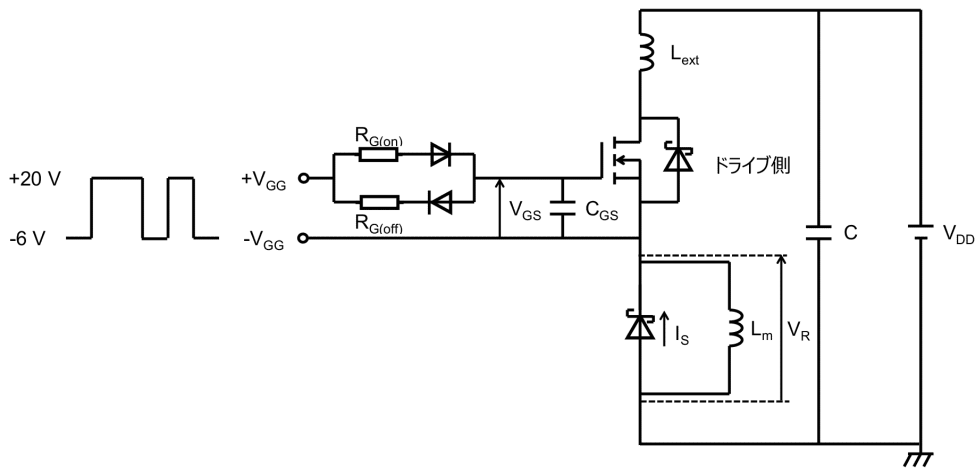 L_ext
R_G(on)
ドライブ側
+20 V
+V_GG
V_GS
C_GS
-6 V
R_G(off)
-V_GG
C
V_DD
I_S
L_m
V_R